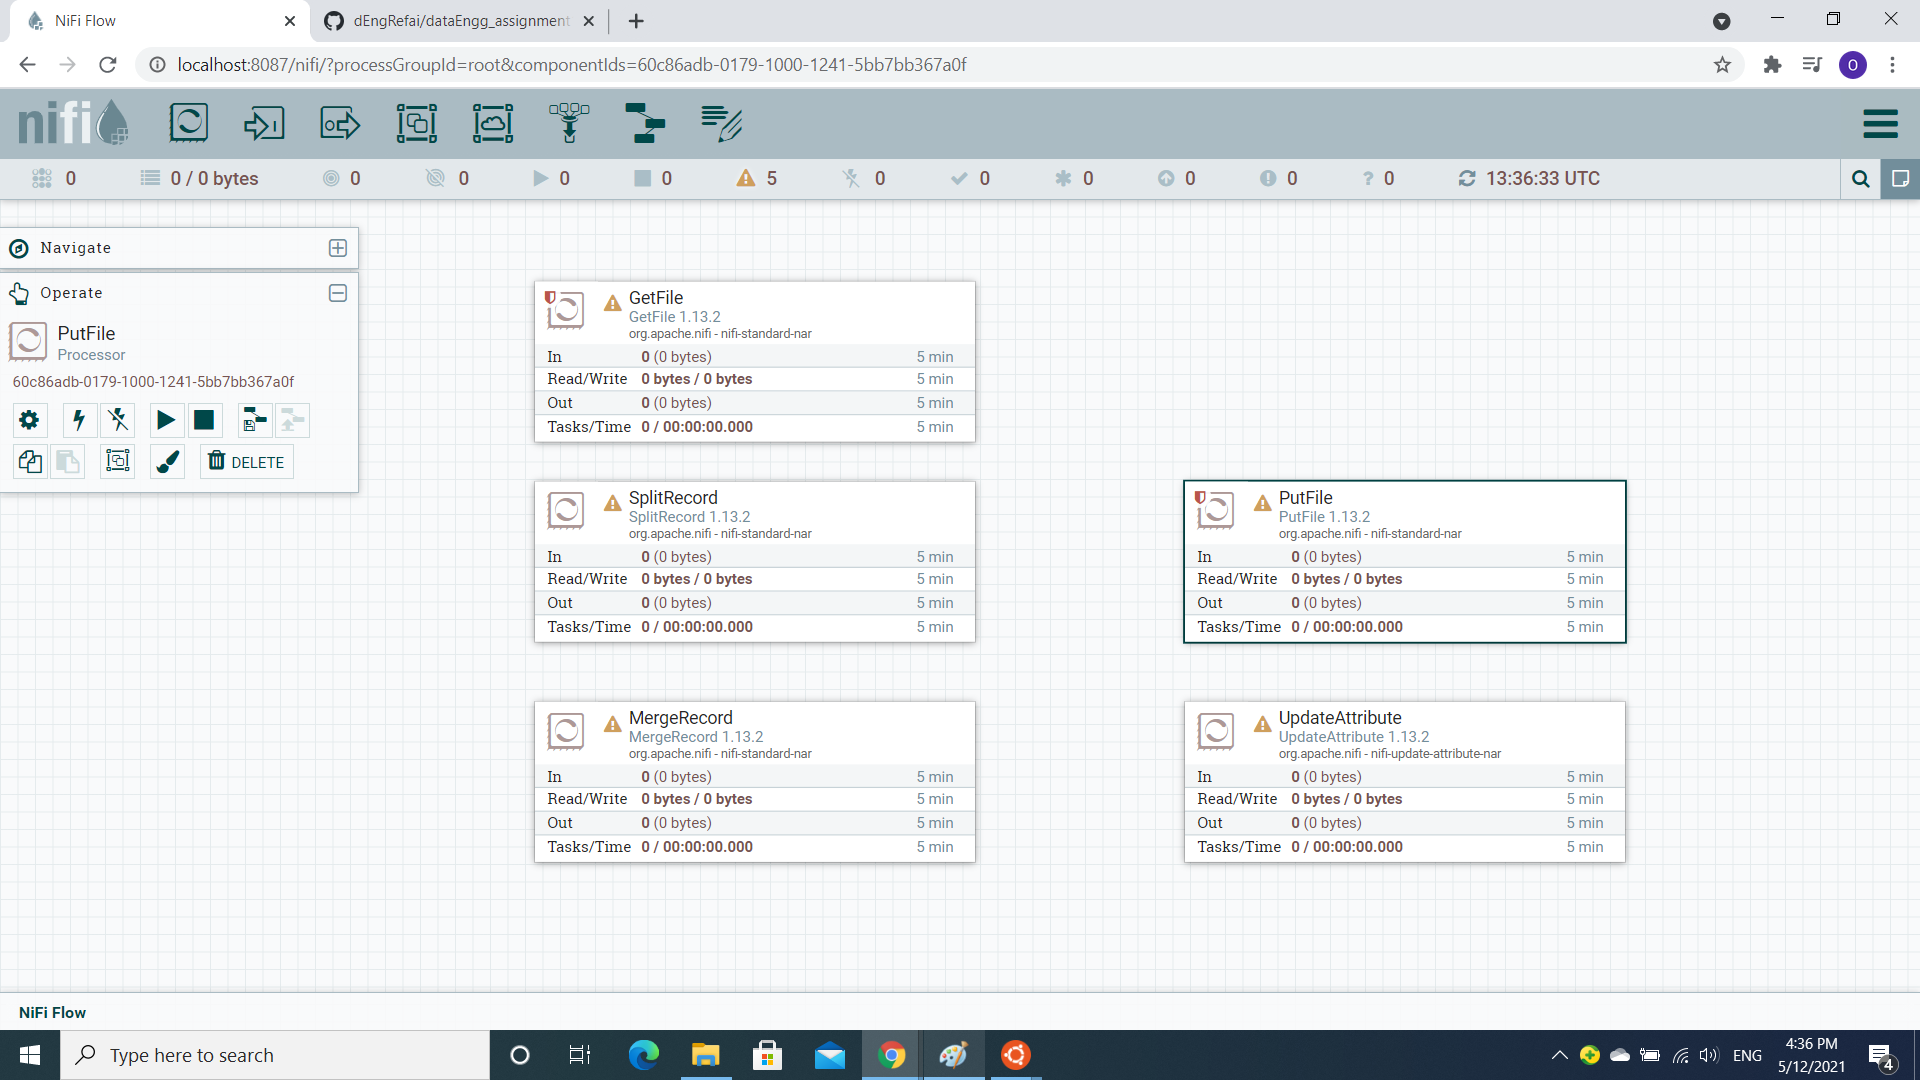 NiFi Flow
dEngRefai/dataEngg_assignment
localhost:8087/nifi/?processGroupId=root&componentIds=60c86adb-0179-1000-1241-5bb7bb367a0f
O
nifi
0
0 / 0 bytes
0
0
0
0
5
0
0
0
0
0
? 0
13:36:33 UTC
Navigate
Operate
PutFile
Processor
60c86adb-0179-1000-1241-5bb7bb367a0f
DELETE
GetFile
GetFile 1.13.2
org.apache.nifi - nifi-standard-nar
In 0 (0 bytes) 5 min
Read/Write 0 bytes / 0 bytes 5 min
Out 0 (0 bytes) 5 min
Tasks/Time 0 / 00:00:00.000 5 min
SplitRecord
SplitRecord 1.13.2
org.apache.nifi - nifi-standard-nar
In 0 (0 bytes) 5 min
Read/Write 0 bytes / 0 bytes 5 min
Out 0 (0 bytes) 5 min
Tasks/Time 0 / 00:00:00.000 5 min
PutFile
PutFile 1.13.2
org.apache.nifi - nifi-standard-nar
In 0 (0 bytes) 5 min
Read/Write 0 bytes / 0 bytes 5 min
Out 0 (0 bytes) 5 min
Tasks/Time 0 / 00:00:00.000 5 min
MergeRecord
MergeRecord 1.13.2
org.apache.nifi - nifi-standard-nar
In 0 (0 bytes) 5 min
Read/Write 0 bytes / 0 bytes 5 min
Out 0 (0 bytes) 5 min
Tasks/Time 0 / 00:00:00.000 5 min
UpdateAttribute
UpdateAttribute 1.13.2
org.apache.nifi - nifi-update-attribute-nar
In 0 (0 bytes) 5 min
Read/Write 0 bytes / 0 bytes 5 min
Out 0 (0 bytes) 5 min
Tasks/Time 0 / 00:00:00.000 5 min
NiFi Flow
Type here to search
ENG
4:36 PM
5/12/2021
4